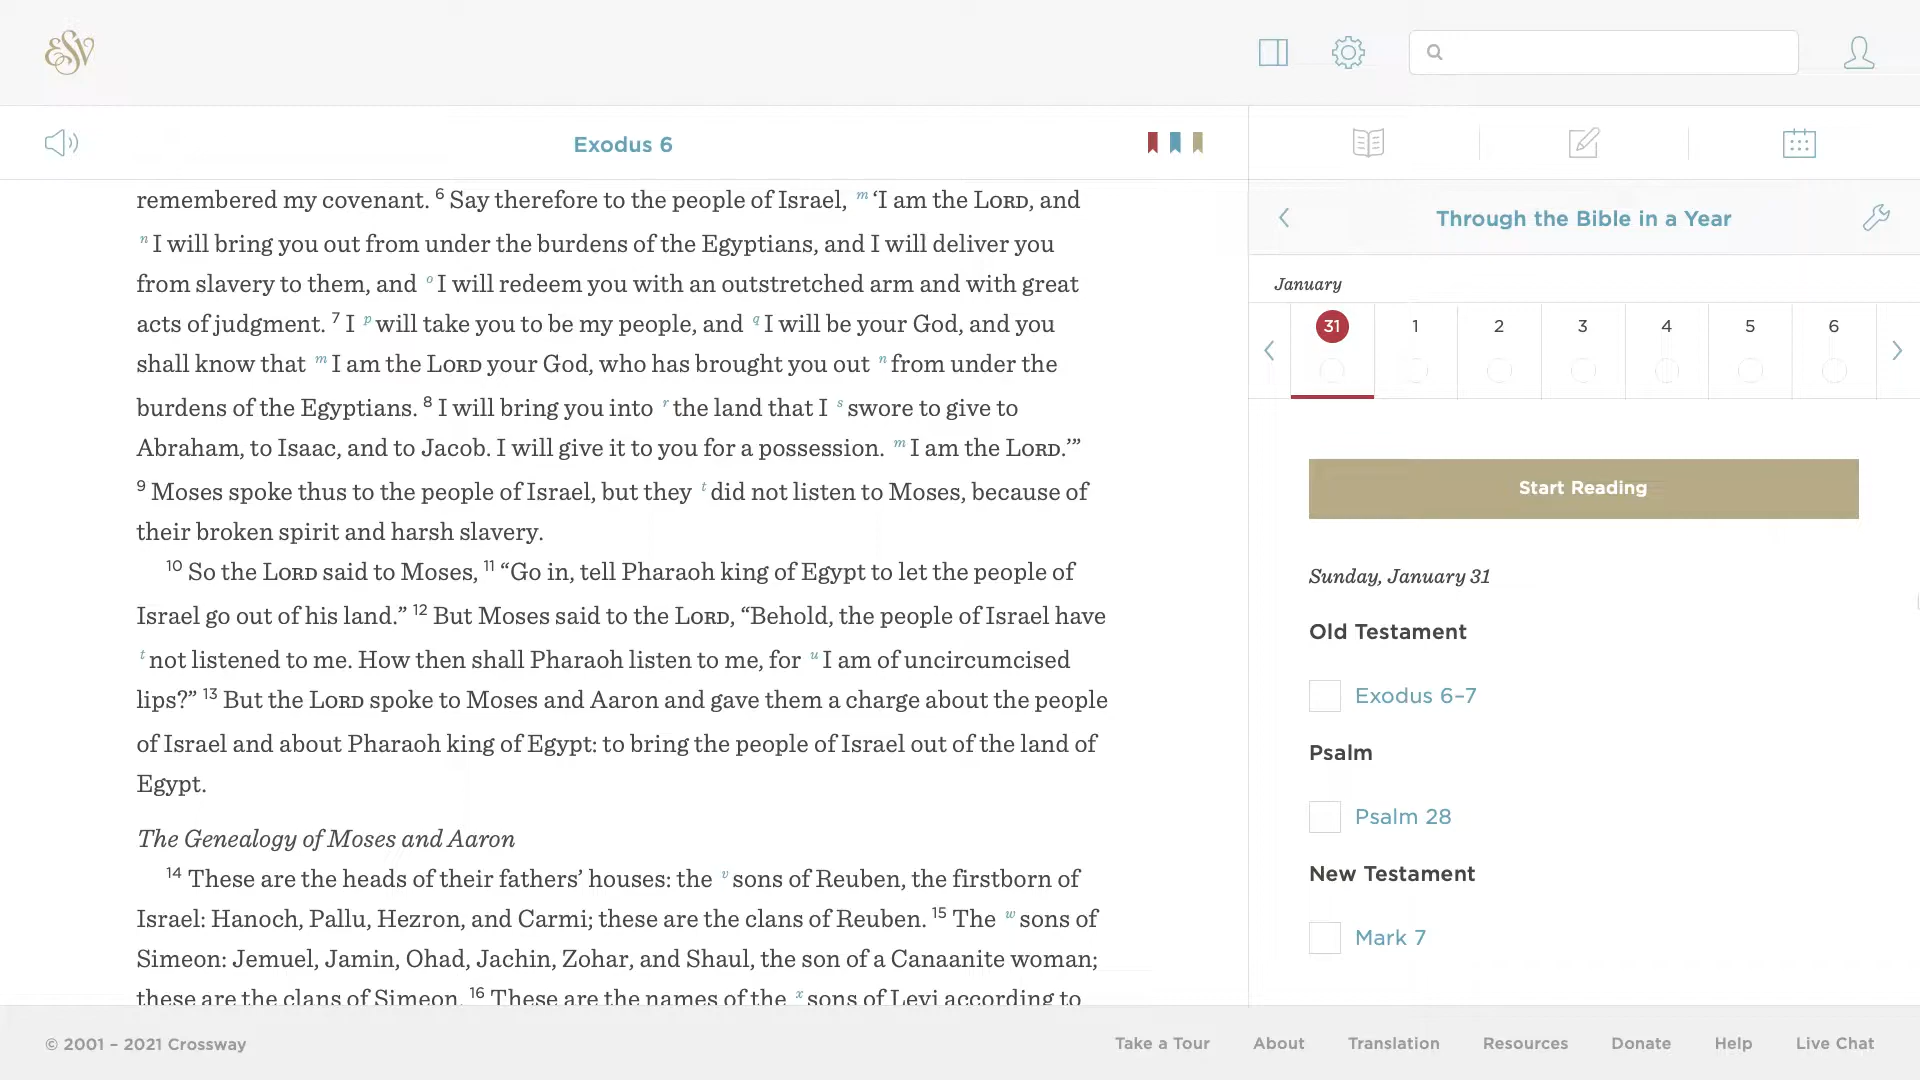 ESV
Exodus 6
remembered my covenant. 6 Say therefore to the people of Israel, m ‘I am the LORD, and
n I will bring you out from under the burdens of the Egyptians, and I will deliver you
from slavery to them, and o I will redeem you with an outstretched arm and with great
acts of judgment. 7 I p will take you to be my people, and q I will be your God, and you
shall know that m I am the LORD your God, who has brought you out n from under the
burdens of the Egyptians. 8 I will bring you into r the land that I s swore to give to
Abraham, to Isaac, and to Jacob. I will give it to you for a possession. m I am the LORD.’”
9 Moses spoke thus to the people of Israel, but they t did not listen to Moses, because of
their broken spirit and harsh slavery.
10 So the LORD said to Moses, 11 “Go in, tell Pharaoh king of Egypt to let the people of
Israel go out of his land.” 12 But Moses said to the LORD, “Behold, the people of Israel have
t not listened to me. How then shall Pharaoh listen to me, for u I am of uncircumcised
lips?” 13 But the LORD spoke to Moses and Aaron and gave them a charge about the people
of Israel and about Pharaoh king of Egypt: to bring the people of Israel out of the land of
Egypt.
The Genealogy of Moses and Aaron
14 These are the heads of their fathers’ houses: the v sons of Reuben, the firstborn of
Israel: Hanoch, Pallu, Hezron, and Carmi; these are the clans of Reuben. 15 The w sons of
Simeon: Jemuel, Jamin, Ohad, Jachin, Zohar, and Shaul, the son of a Canaanite woman;
these are the clans of Simeon. 16 These are the names of the x sons of Levi according to
Through the Bible in a Year
January
31 1 2 3 4 5 6
Start Reading
Sunday, January 31
Old Testament
Exodus 6–7
Psalm
Psalm 28
New Testament
Mark 7
© 2001 – 2021 Crossway
Take a Tour About Translation Resources Donate Help Live Chat